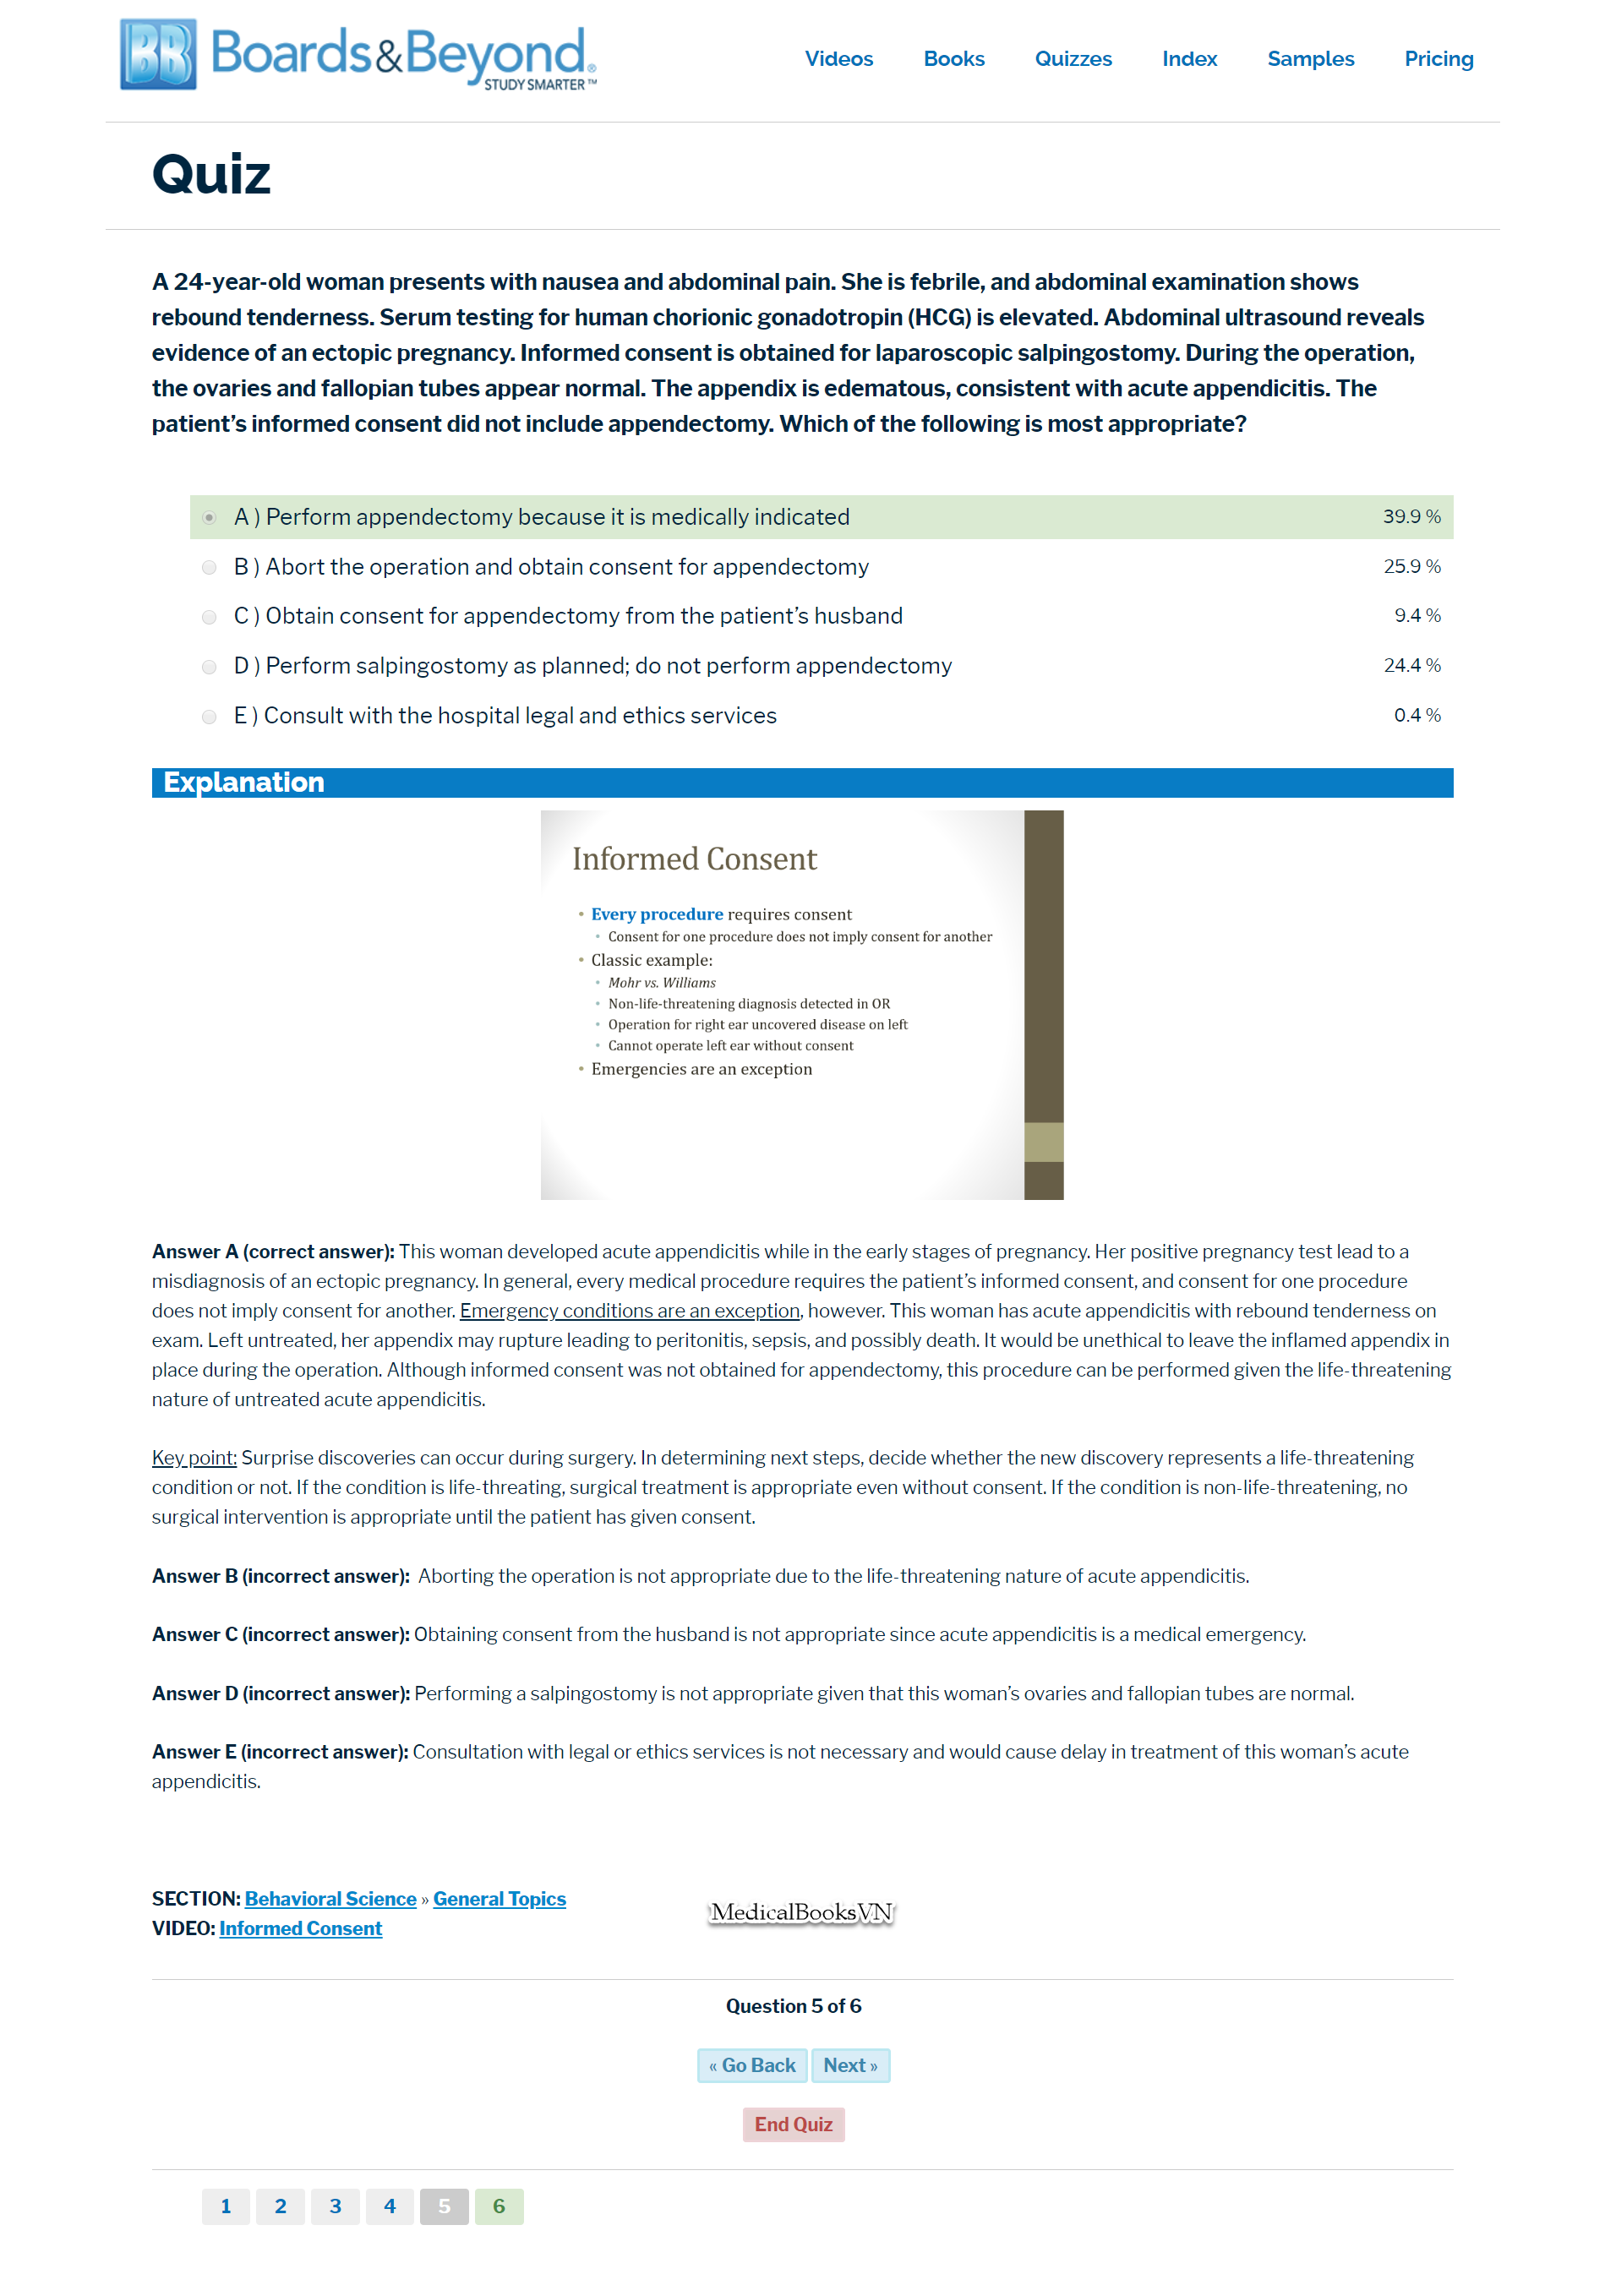 BB Boards&Beyond®
STUDY SMARTER™
Videos Books Quizzes Index Samples Pricing
Quiz
A 24-year-old woman presents with nausea and abdominal pain. She is febrile, and abdominal examination shows
rebound tenderness. Serum testing for human chorionic gonadotropin (HCG) is elevated. Abdominal ultrasound reveals
evidence of an ectopic pregnancy. Informed consent is obtained for laparoscopic salpingostomy. During the operation,
the ovaries and fallopian tubes appear normal. The appendix is edematous, consistent with acute appendicitis. The
patient’s informed consent did not include appendectomy. Which of the following is most appropriate?
A ) Perform appendectomy because it is medically indicated 39.9 %
B ) Abort the operation and obtain consent for appendectomy 25.9 %
C ) Obtain consent for appendectomy from the patient’s husband 9.4 %
D ) Perform salpingostomy as planned; do not perform appendectomy 24.4 %
E ) Consult with the hospital legal and ethics services 0.4 %
Explanation
Informed Consent
• Every procedure requires consent
• Consent for one procedure does not imply consent for another
• Classic example:
• Mohr vs. Williams
• Non-life-threatening diagnosis detected in OR
• Operation for right ear uncovered disease on left
• Cannot operate left ear without consent
• Emergencies are an exception
Answer A (correct answer): This woman developed acute appendicitis while in the early stages of pregnancy. Her positive pregnancy test lead to a
misdiagnosis of an ectopic pregnancy. In general, every medical procedure requires the patient’s informed consent, and consent for one procedure
does not imply consent for another. Emergency conditions are an exception, however. This woman has acute appendicitis with rebound tenderness on
exam. Left untreated, her appendix may rupture leading to peritonitis, sepsis, and possibly death. It would be unethical to leave the inflamed appendix in
place during the operation. Although informed consent was not obtained for appendectomy, this procedure can be performed given the life-threatening
nature of untreated acute appendicitis.
Key point: Surprise discoveries can occur during surgery. In determining next steps, decide whether the new discovery represents a life-threatening
condition or not. If the condition is life-threating, surgical treatment is appropriate even without consent. If the condition is non-life-threatening, no
surgical intervention is appropriate until the patient has given consent.
Answer B (incorrect answer): Aborting the operation is not appropriate due to the life-threatening nature of acute appendicitis.
Answer C (incorrect answer): Obtaining consent from the husband is not appropriate since acute appendicitis is a medical emergency.
Answer D (incorrect answer): Performing a salpingostomy is not appropriate given that this woman’s ovaries and fallopian tubes are normal.
Answer E (incorrect answer): Consultation with legal or ethics services is not necessary and would cause delay in treatment of this woman’s acute
appendicitis.
SECTION: Behavioral Science » General Topics
MedicalBooksVN
VIDEO: Informed Consent
Question 5 of 6
« Go Back Next »
End Quiz
1 2 3 4 5 6